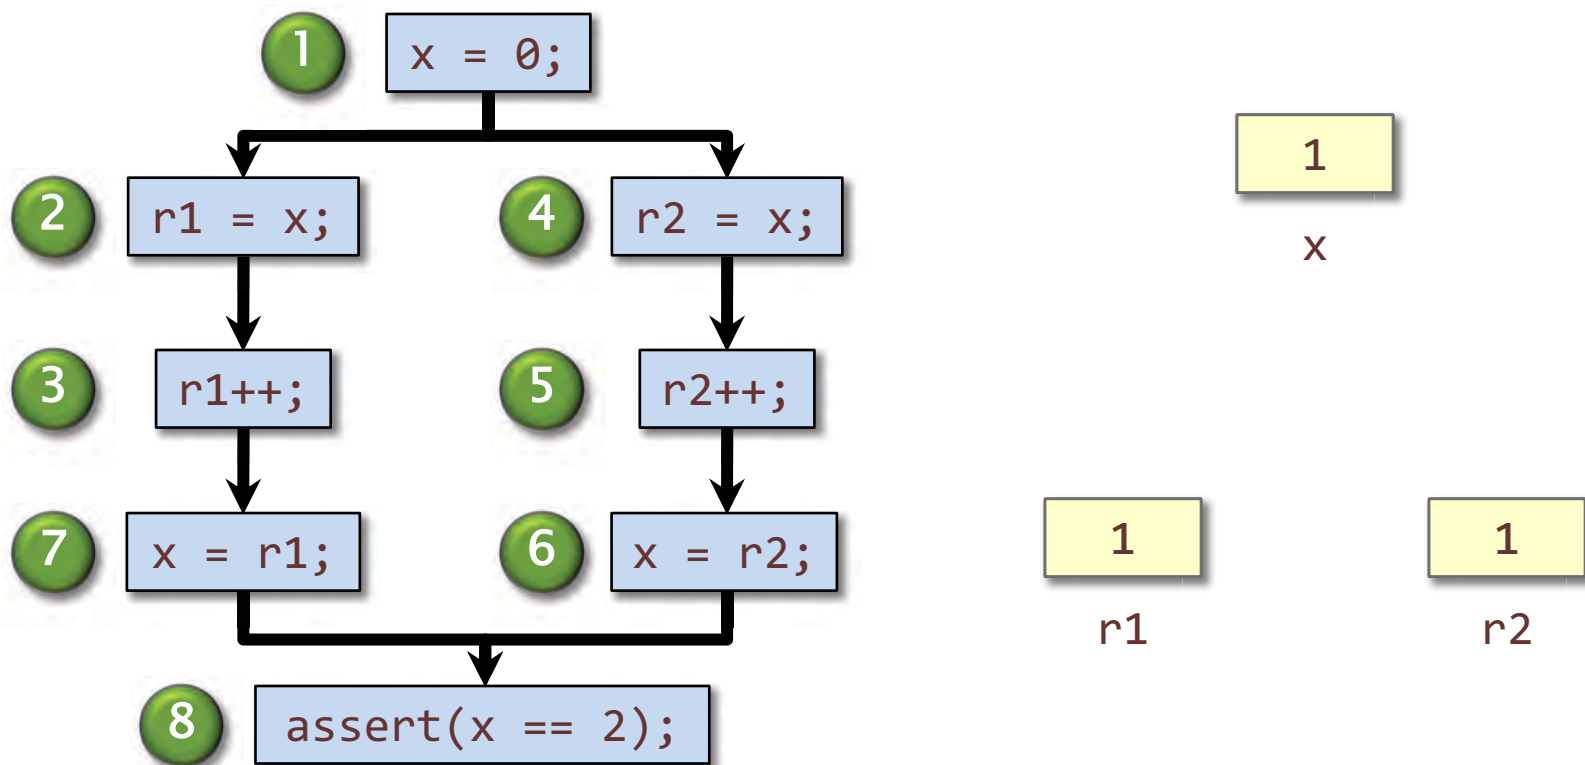 1
x = 0;
1
x
2
r1 = x;
4
r2 = x;
3
r1++;
5
r2++;
7
x = r1;
6
x = r2;
1
r1
1
r2
8
assert(x == 2);